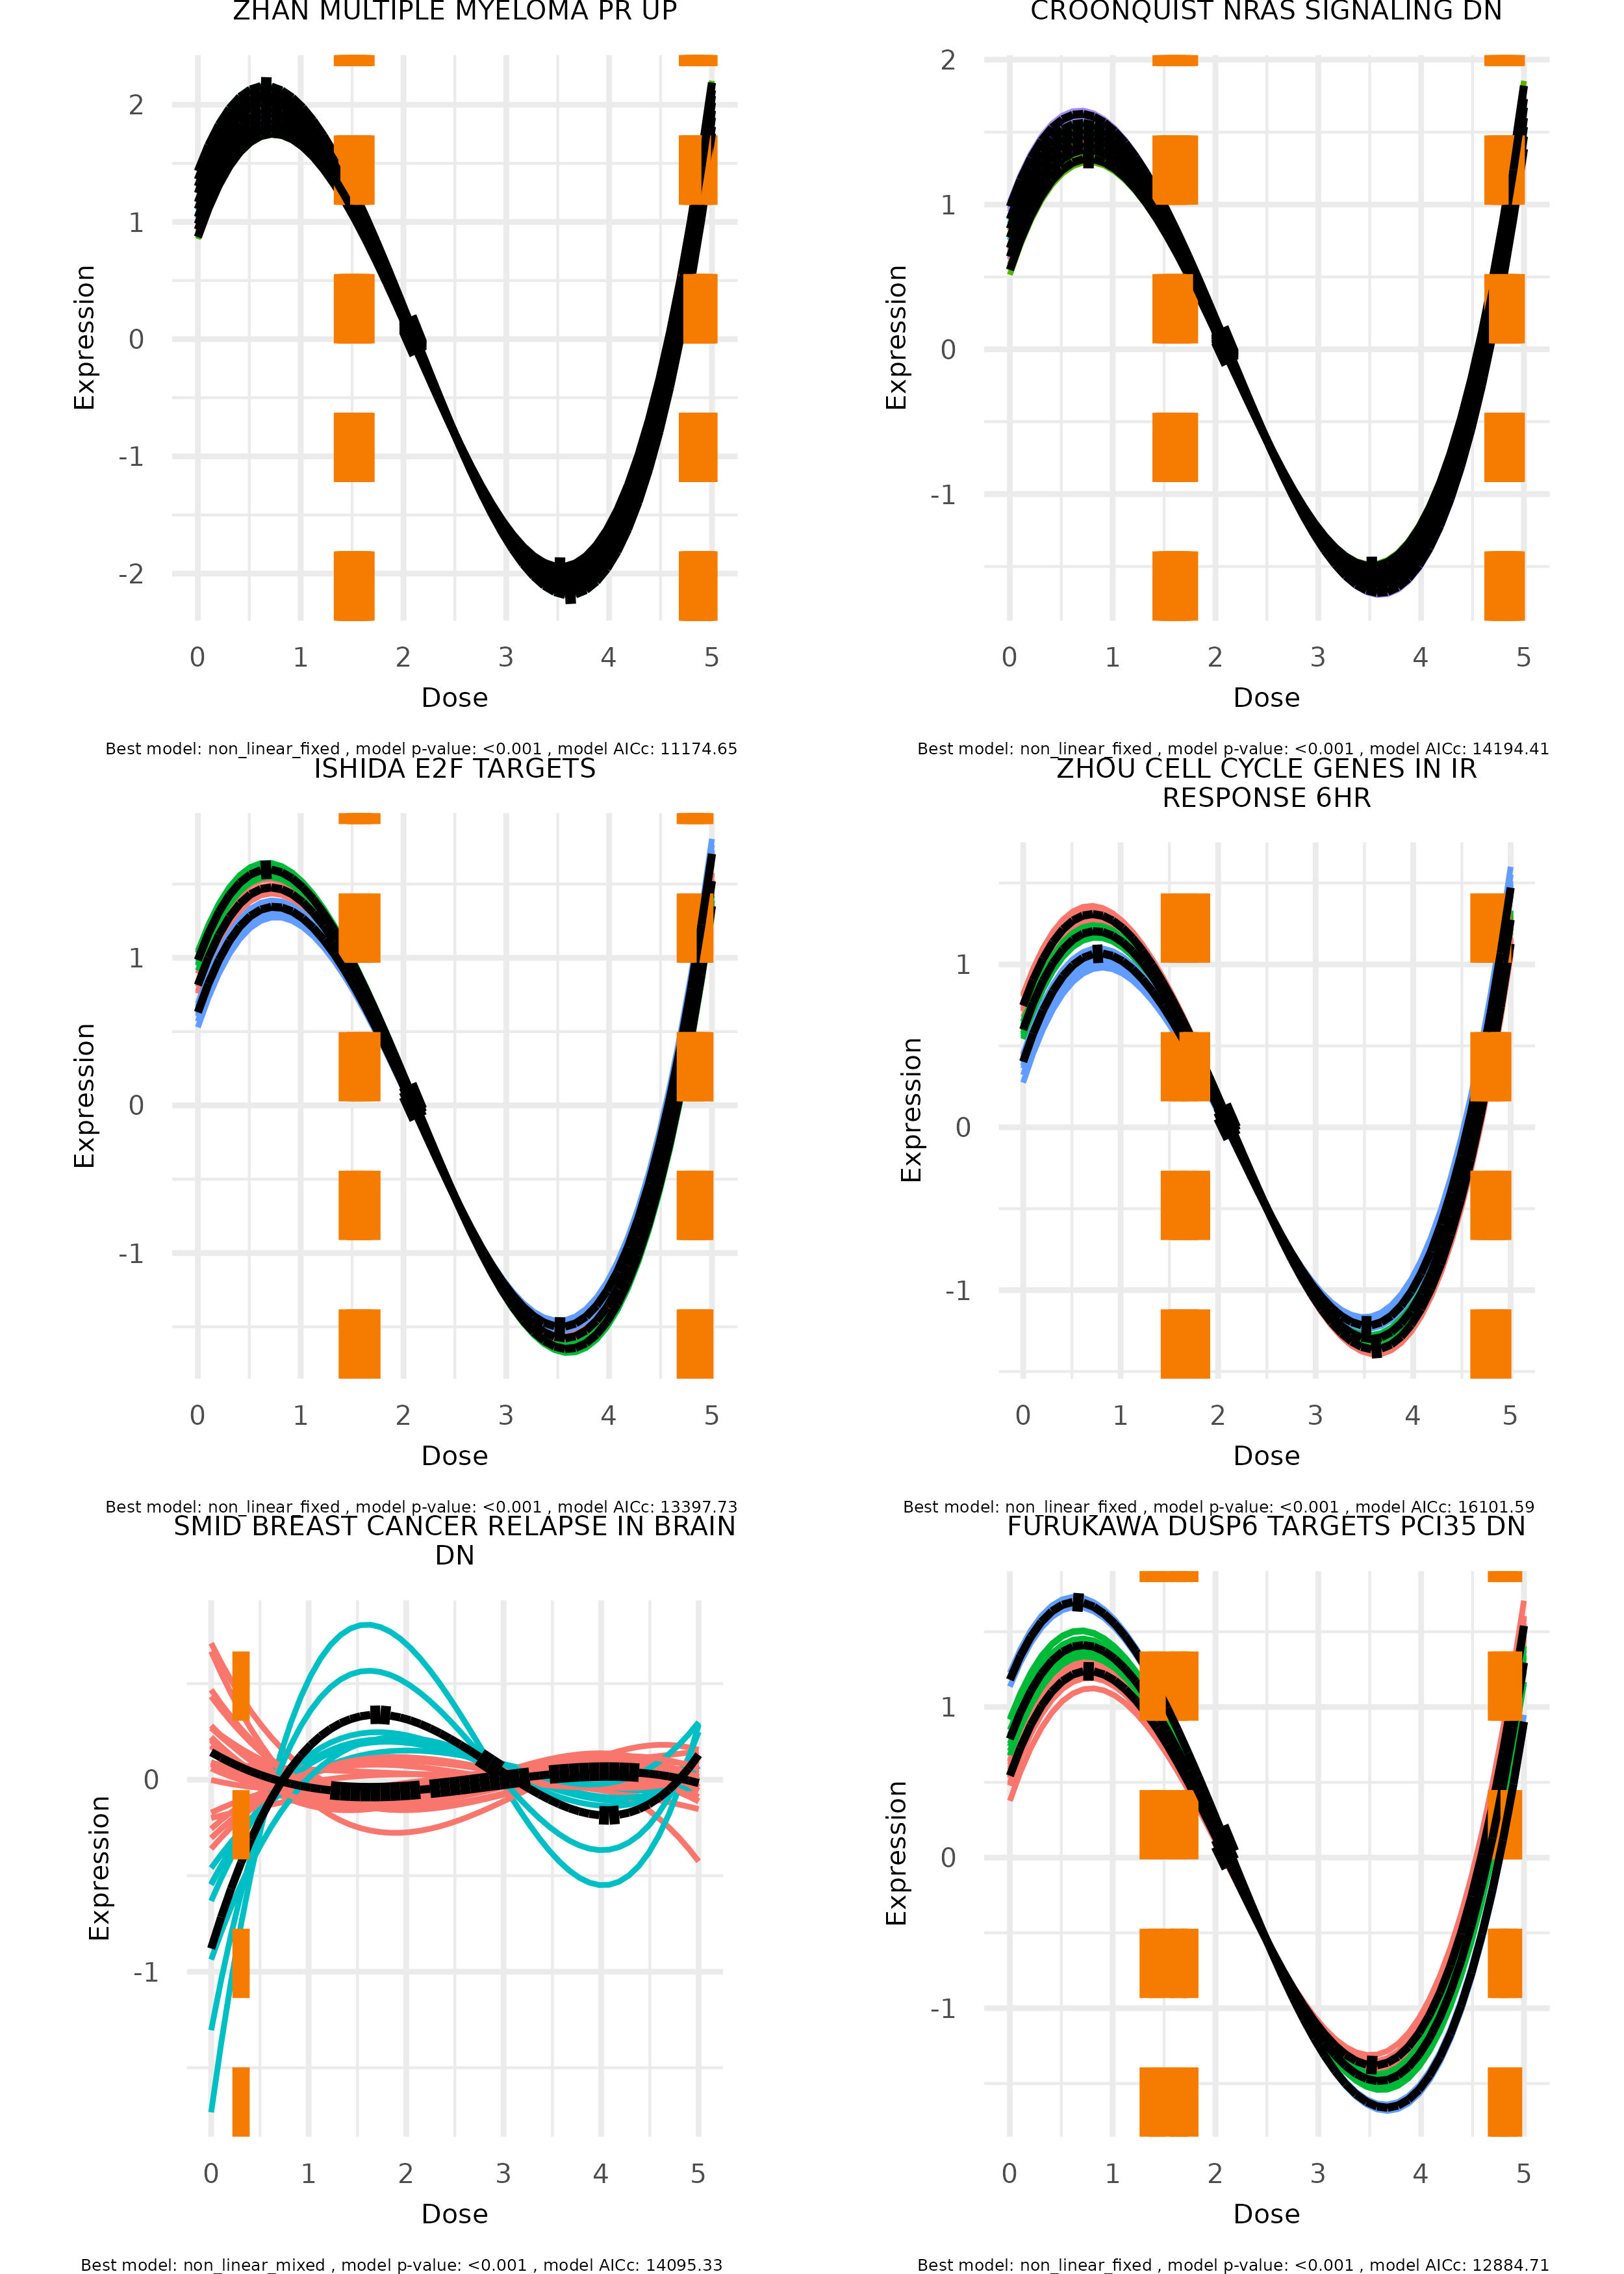 ZHAN MULTIPLE MYELOMA PR UP
2
1
0
-1
-2
Expression
0 1 2 3 4 5
Dose
Best model: non_linear_fixed , model p-value: <0.001 , model AICc: 11174.65
CROONQUIST NRAS SIGNALING DN
2
1
0
-1
Expression
0 1 2 3 4 5
Dose
Best model: non_linear_fixed , model p-value: <0.001 , model AICc: 14194.41
ISHIDA E2F TARGETS
1
0
-1
Expression
0 1 2 3 4 5
Dose
Best model: non_linear_fixed , model p-value: <0.001 , model AICc: 13397.73
ZHOU CELL CYCLE GENES IN IR
RESPONSE 6HR
1
0
-1
Expression
0 1 2 3 4 5
Dose
Best model: non_linear_fixed , model p-value: <0.001 , model AICc: 16101.59
SMID BREAST CANCER RELAPSE IN BRAIN
DN
0
-1
Expression
0 1 2 3 4 5
Dose
Best model: non_linear_mixed , model p-value: <0.001 , model AICc: 14095.33
FURUKAWA DUSP6 TARGETS PCI35 DN
1
0
-1
Expression
0 1 2 3 4 5
Dose
Best model: non_linear_fixed , model p-value: <0.001 , model AICc: 12884.71